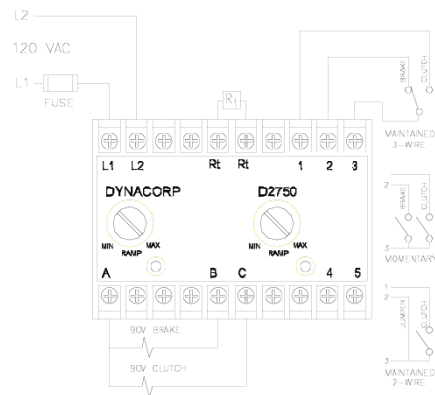 L2
120 VAC
L1
FUSE
Rt
BRAKE
CLUTCH
MAINTAINED
3-WIRE
L1 L2 Rt Rt 1 2 3
DYNACORP D2750
MIN MAX
RAMP
MIN MAX
RAMP
A B C 4 5
2
BRAKE
CLUTCH
3
MOMENTARY
90V BRAKE
90V CLUTCH
1
2
JUMPER
CLUTCH
3
MAINTAINED
2-WIRE